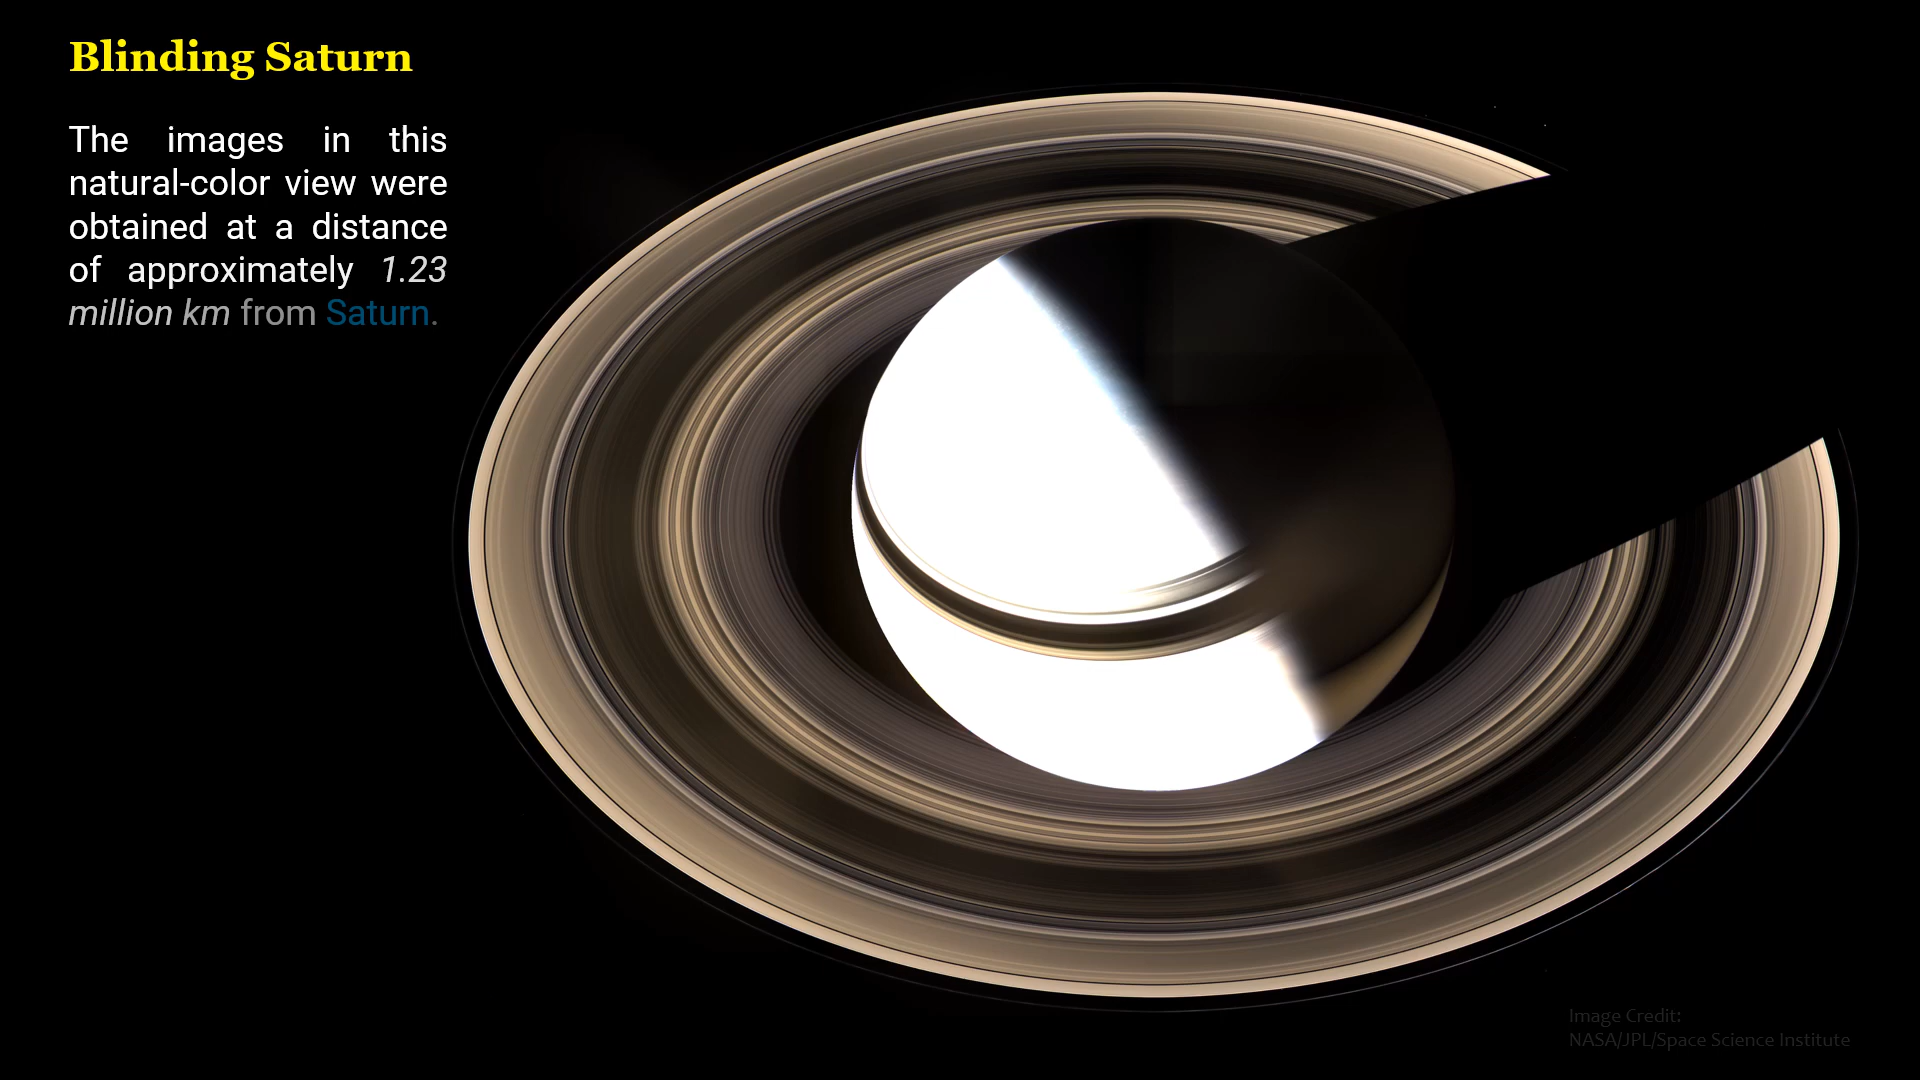 Blinding Saturn
The images in this
natural-color view were
obtained at a distance
of approximately 1.23
million km from Saturn.
Image Credit:
NASA/JPL/Space Science Institute